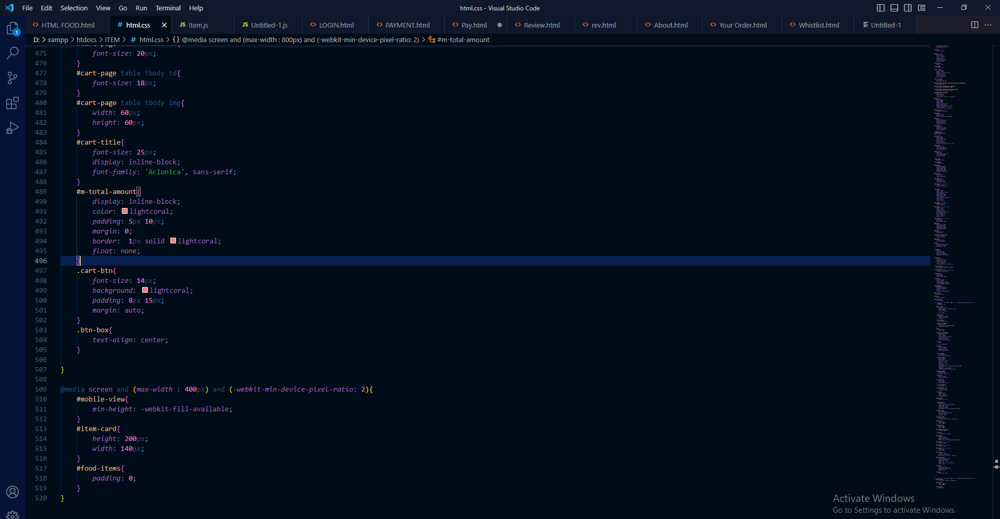 File Edit Selection View Go Run Terminal Help
html.css - Visual Studio Code
HTML FOOD.html
html.css
Item.js
Untitled-1.js
LOGIN.html
PAYMENT.html
Pay.html
Review.html
rev.html
About.html
Your Order.html
Whistlist.html
Untitled-1
D: > xampp > htdocs > ITEM > # html.css > {} @media screen and (max-width : 800px) and (-webkit-min-device-pixel-ratio: 2) > #m-total-amount
1
475 font-size: 20px;
476 }
477 #cart-page table tbody td{
478 font-size: 18px;
479 }
480 #cart-page table tbody img{
481 width: 60px;
482 height: 60px;
483 }
484 #cart-title{
485 font-size: 25px;
486 display: inline-block;
487 font-family: 'Aclonica', sans-serif;
488 }
489 #m-total-amount{
490 display: inline-block;
491 color: lightcoral;
492 padding: 5px 10px;
493 margin: 0;
494 border:  1px solid lightcoral;
495 float: none;
496 }
497 .cart-btn{
498 font-size: 14px;
499 background: lightcoral;
500 padding: 8px 15px;
501 margin: auto;
502 }
503 .btn-box{
504 text-align: center;
505 }
506
507 }
508
509 @media screen and (max-width : 400px) and (-webkit-min-device-pixel-ratio: 2){
510 #mobile-view{
511 min-height: -webkit-fill-available;
512 }
513 #item-card{
514 height: 200px;
515 width: 140px;
516 }
517 #food-items{
518 padding: 0;
519 }
520 }
Activate Windows
Go to Settings to activate Windows.